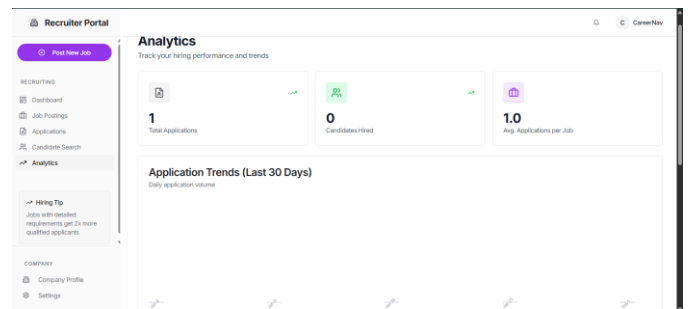 Recruiter Portal
C CareerNav
Post New Job
RECRUITING
Dashboard
Job Postings
Applications
Candidate Search
Analytics
Hiring Tip
Jobs with detailed
requirements get 2x more
qualified applicants
COMPANY
Company Profile
Settings
Analytics
Track your hiring performance and trends
1
Total Applications
0
Candidates Hired
1.0
Avg. Applications per Job
Application Trends (Last 30 Days)
Daily application volume